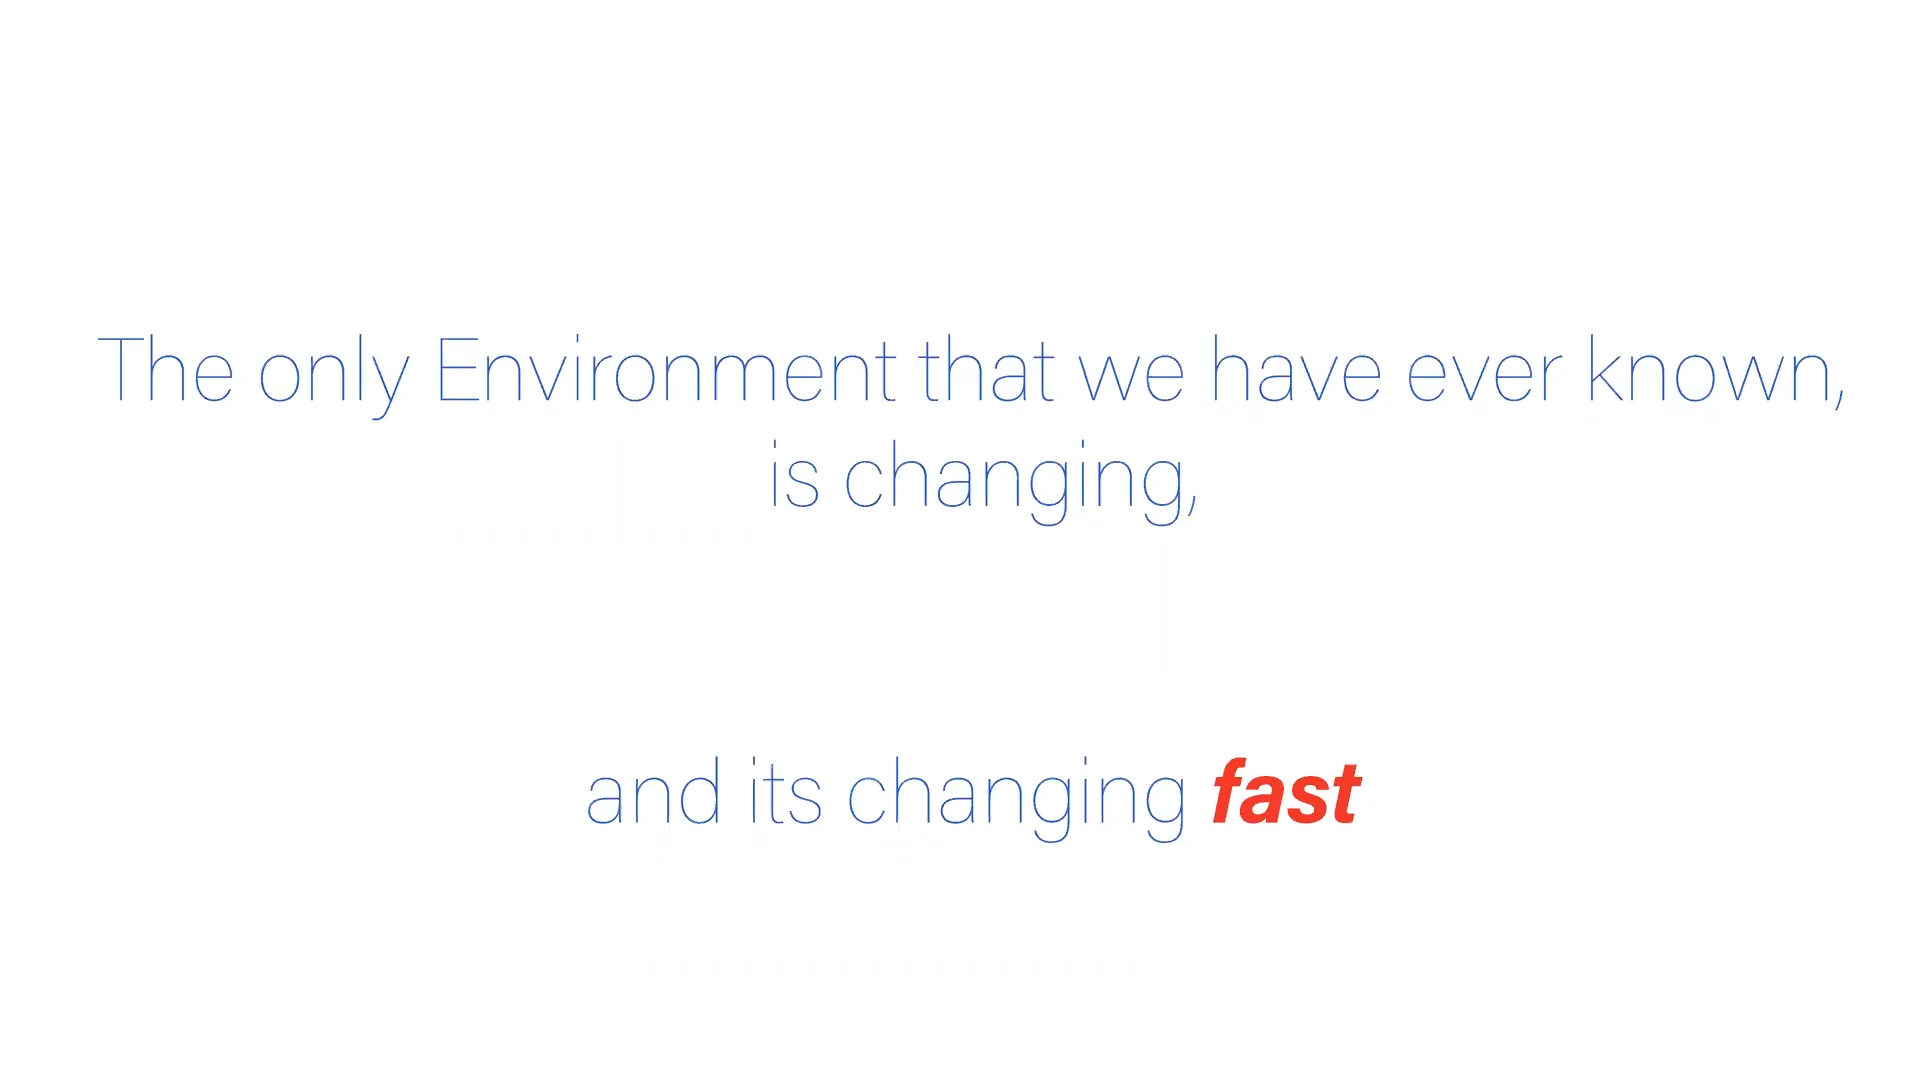 The only Environment that we have ever known,
is changing,
and its changing fast